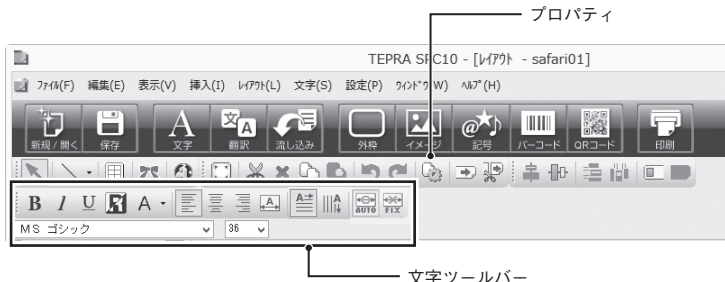 プロパティ
TEPRA SPC10 - [レイアウト - safari01]
ファイル(F) 編集(E) 表示(V) 挿入(I) レイアウト(L) 文字(S) 設定(P) ウィンドウ(W) ヘルプ(H)
新規 / 開く 保存 文字 翻訳 流し込み 外枠 イメージ 記号 バーコード QRコード 印刷
B I U A A AUTO FIX
MS ゴシック 36
文字ツールバー